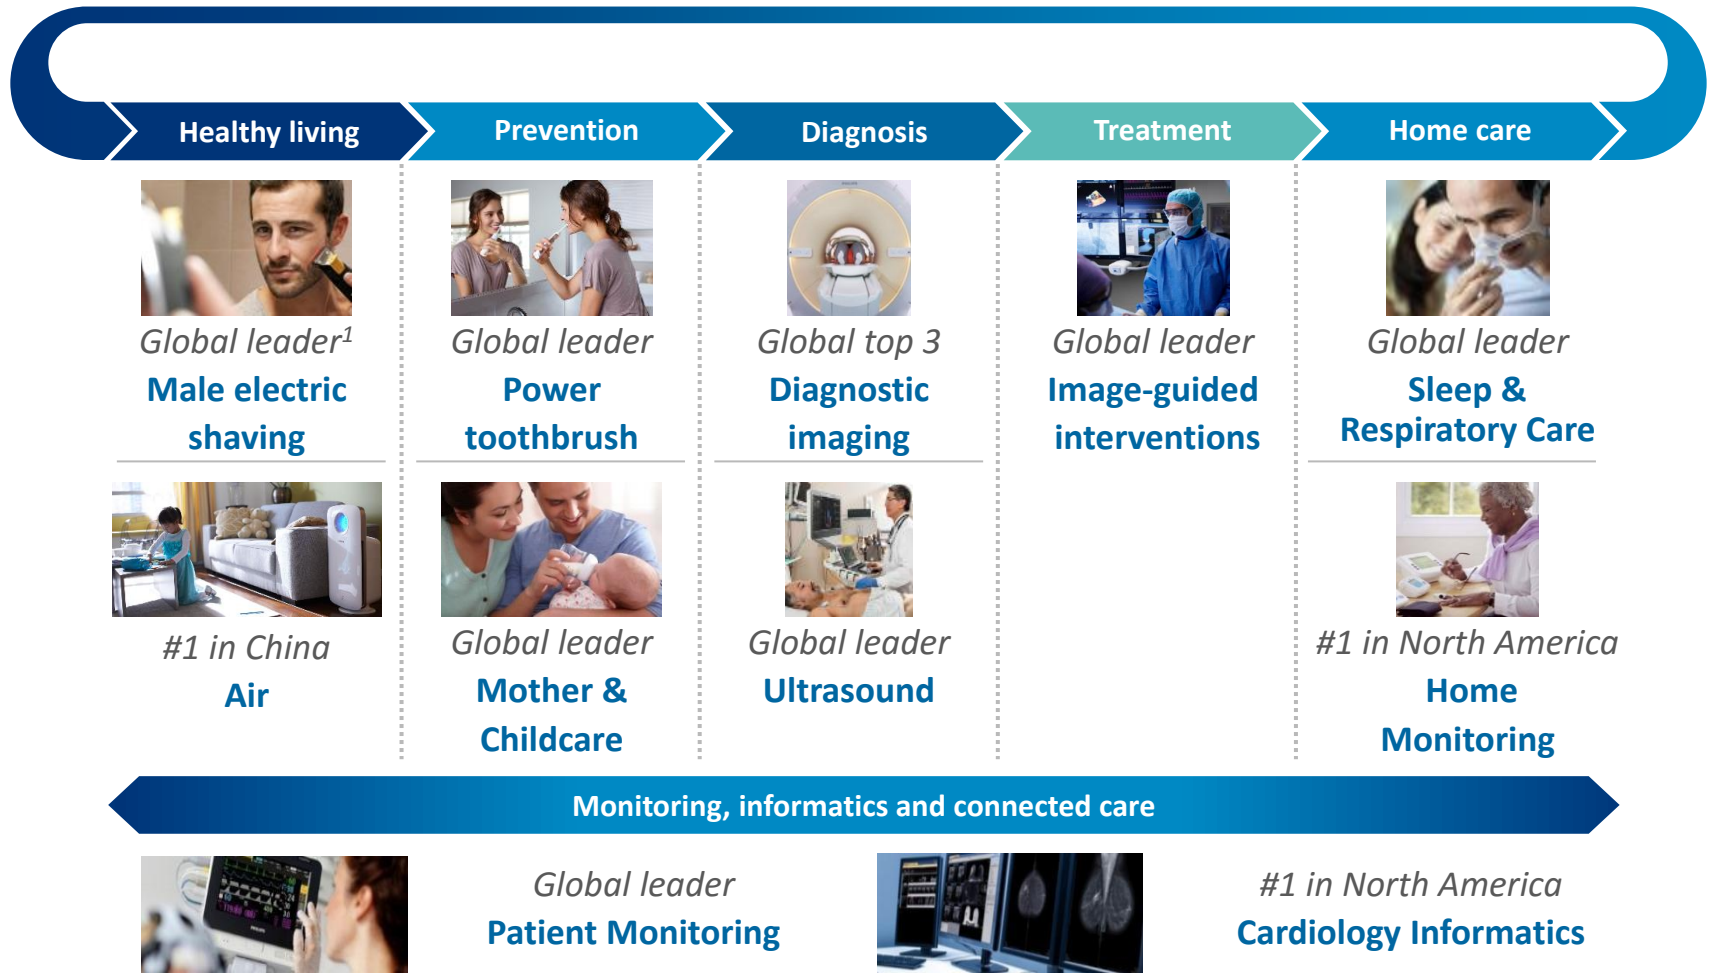 Healthy living
Prevention
Diagnosis
Treatment
Home care
Global leader1
Male electric
shaving
Global leader
Power
toothbrush
Global top 3
Diagnostic
imaging
Global leader
Image-guided
interventions
Global leader
Sleep &
Respiratory Care
#1 in China
Air
Global leader
Mother &
Childcare
Global leader
Ultrasound
#1 in North America
Home
Monitoring
Monitoring, informatics and connected care
Global leader
Patient Monitoring
#1 in North America
Cardiology Informatics